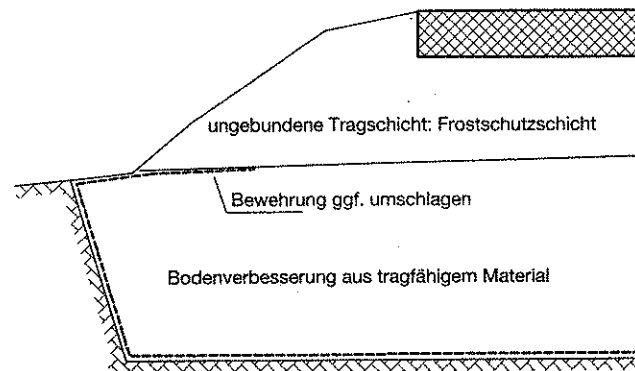 ungebundene Tragschicht: Frostschutzschicht
Bewehrung ggf. umschlagen
Bodenverbesserung aus tragfähigem Material